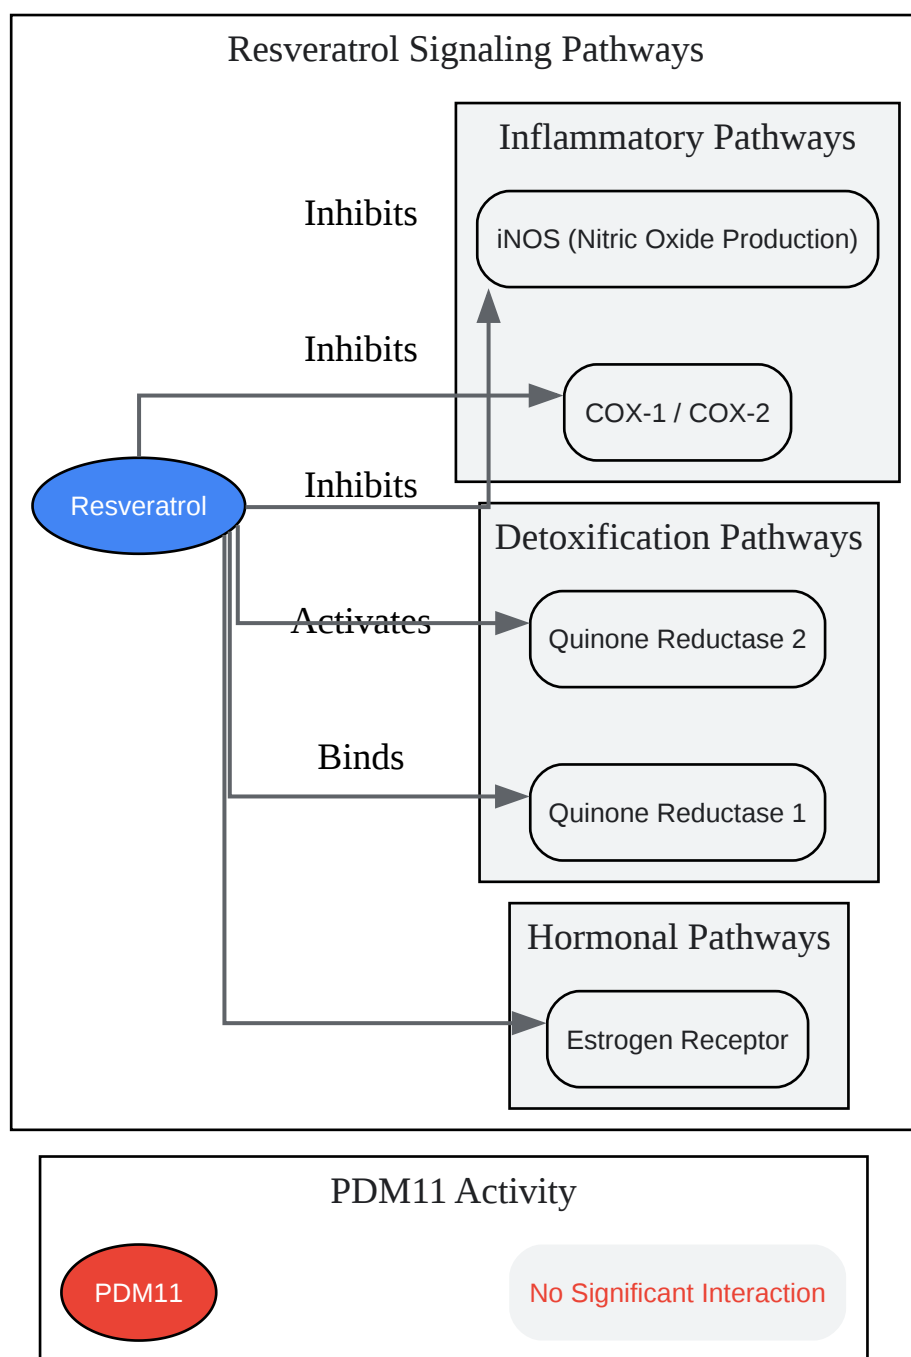 Resveratrol Signaling Pathways
Inflammatory Pathways
Inhibits
iNOS (Nitric Oxide Production)
Inhibits
COX-1 / COX-2
Resveratrol
Inhibits
Detoxification Pathways
Activates
Quinone Reductase 2
Binds
Quinone Reductase 1
Hormonal Pathways
Estrogen Receptor
PDM11 Activity
PDM11
No Significant Interaction